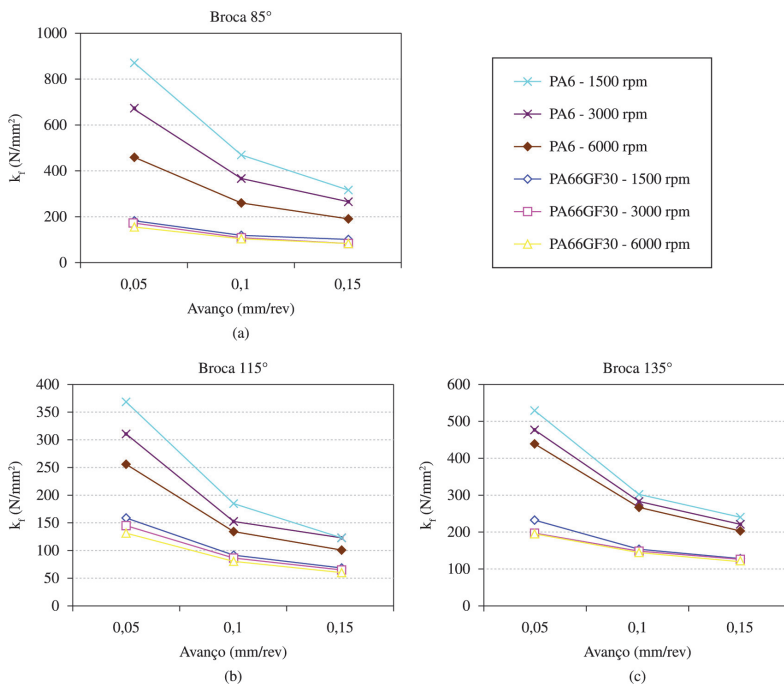 Broca 85°
1000
800
600
400
200
0
k_f (N/mm²)
0,05
0,1
0,15
Avanço (mm/rev)
(a)
PA6 - 1500 rpm
PA6 - 3000 rpm
PA6 - 6000 rpm
PA66GF30 - 1500 rpm
PA66GF30 - 3000 rpm
PA66GF30 - 6000 rpm
Broca 115°
400
350
300
250
200
150
100
50
0
k_f (N/mm²)
0,05
0,1
0,15
Avanço (mm/rev)
(b)
Broca 135°
600
500
400
300
200
100
0
k_f (N/mm²)
0,05
0,1
0,15
Avanço (mm/rev)
(c)